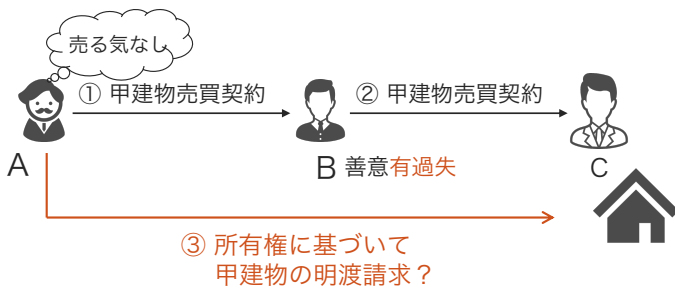 売る気なし
① 甲建物売買契約
② 甲建物売買契約
A
B 善意有過失
C
③ 所有権に基づいて
甲建物の明渡請求？